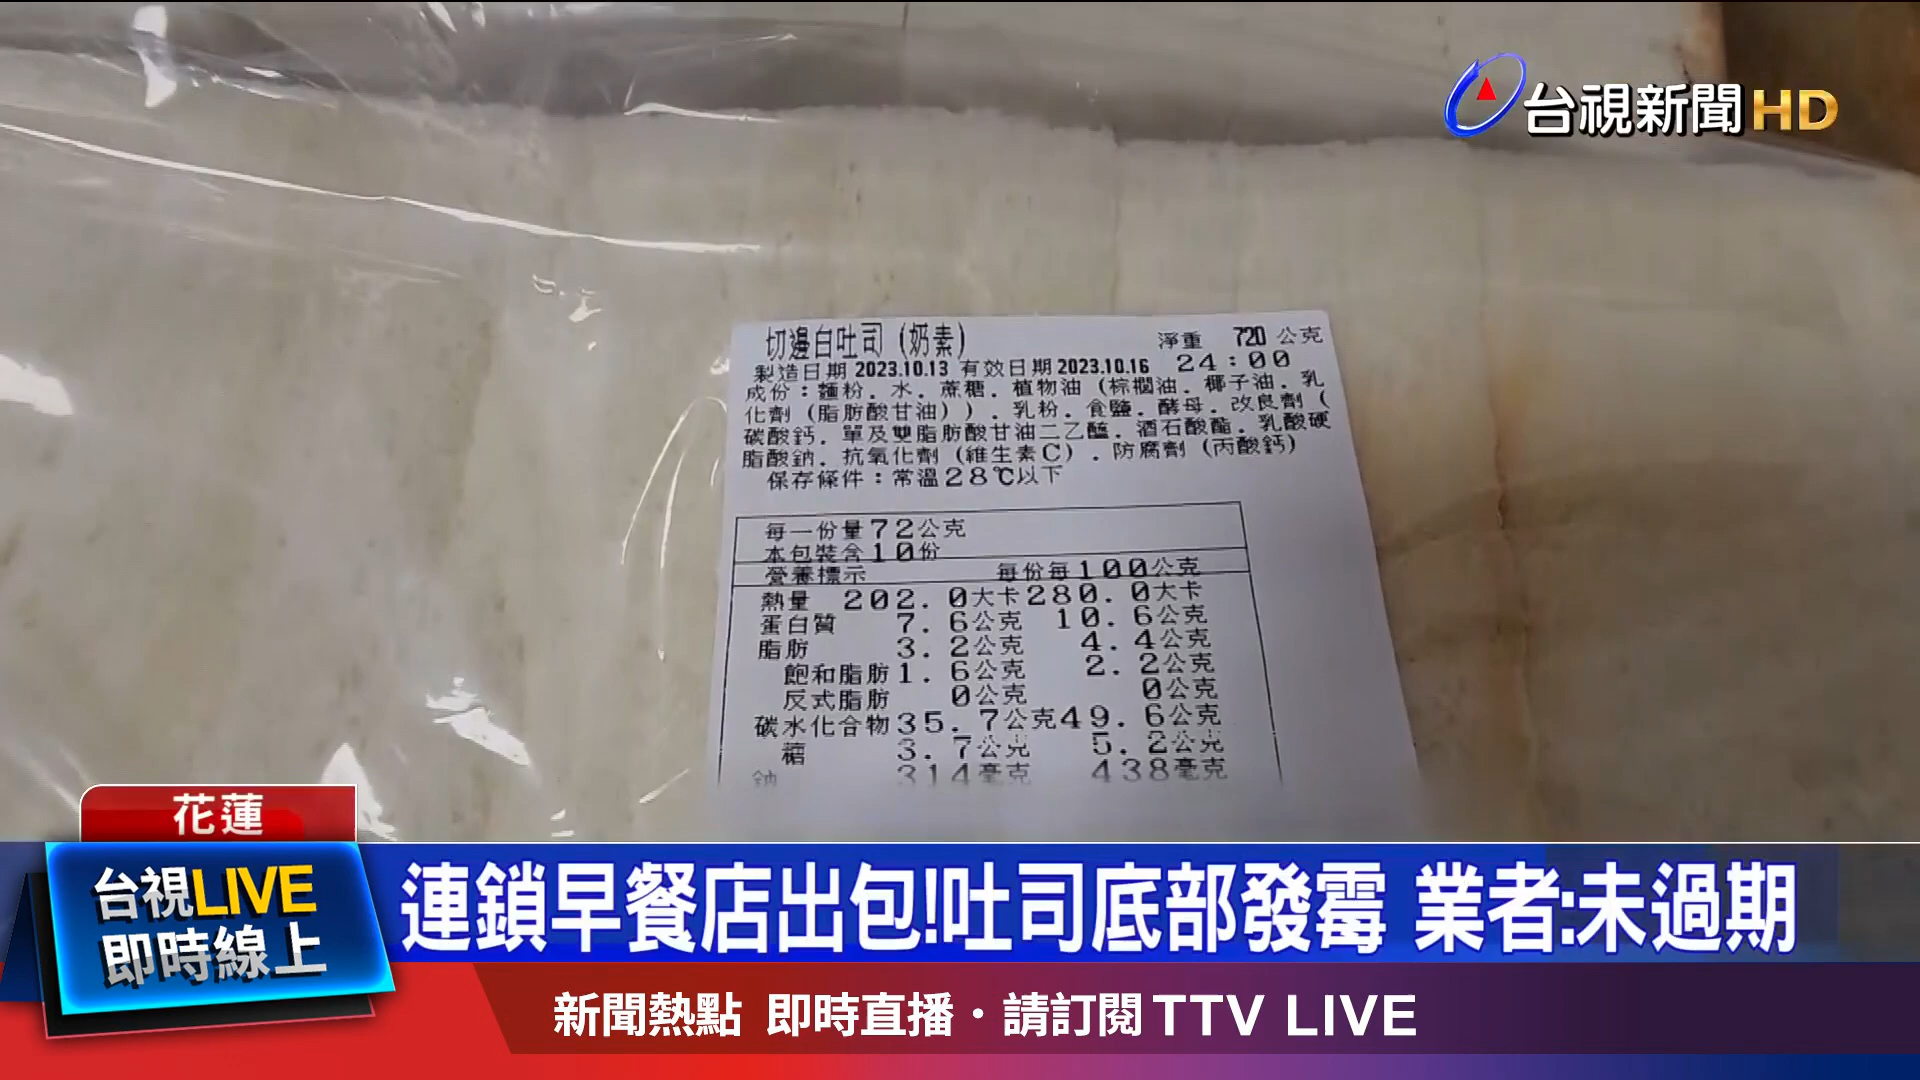 台視新聞HD
切邊白吐司（奶素） 淨重 720 公克
製造日期 2023.10.13 有效日期 2023.10.16 24:00
成份：麵粉．水．蔗糖．植物油（棕櫚油．椰子油．乳
化劑（脂肪酸甘油））．乳粉．食鹽．酵母．改良劑（
碳酸鈣．單及雙脂肪酸甘油二乙醯．酒石酸酯．乳酸硬
脂酸鈉．抗氧化劑（維生素C）．防腐劑（丙酸鈣）
保存條件：常溫28℃以下
每一份量72公克
本包裝含10份
營養標示 每份每100公克
熱量 202.0大卡280.0大卡
蛋白質 7.6公克 10.6公克
脂肪 3.2公克 4.4公克
飽和脂肪1.6公克 2.2公克
反式脂肪 0公克 0公克
碳水化合物35.7公克49.6公克
糖 3.7公克 5.2公克
鈉 314毫克 438毫克
花蓮
台視LIVE
即時線上
連鎖早餐店出包!吐司底部發霉 業者:未過期
新聞熱點 即時直播・請訂閱TTV LIVE